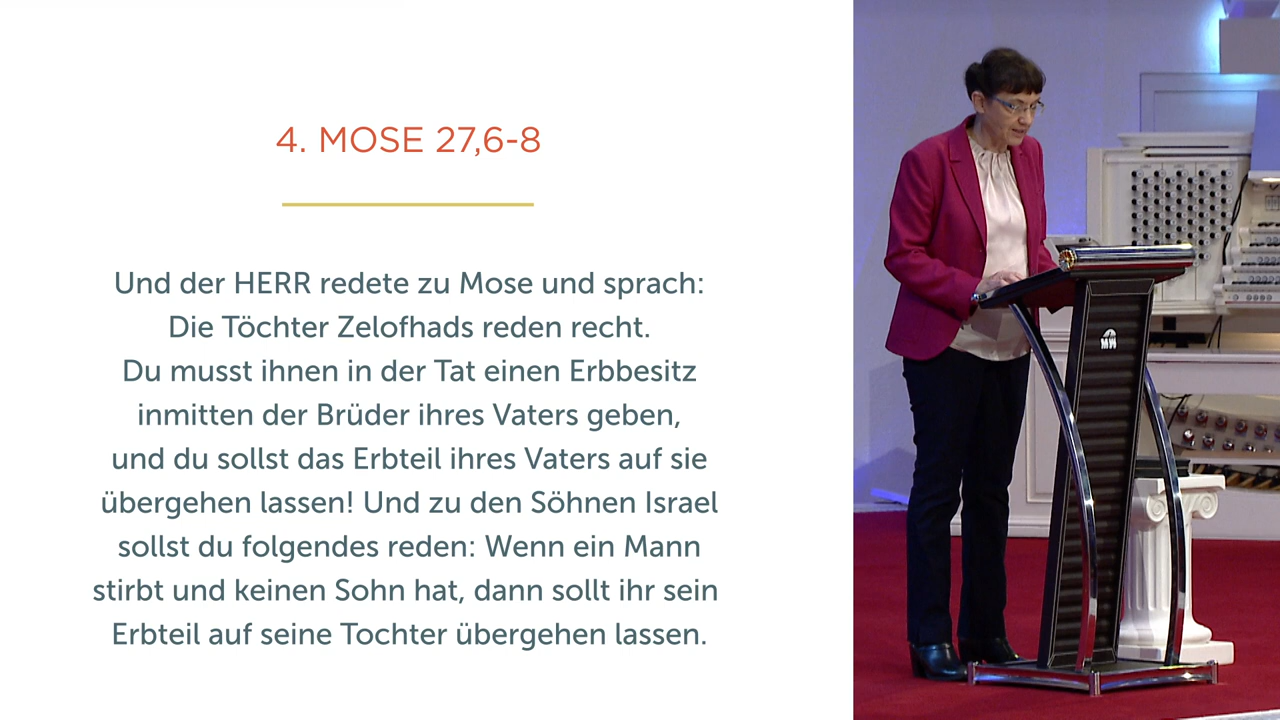 4. MOSE 27,6-8
Und der HERR redete zu Mose und sprach:
Die Töchter Zelofhads reden recht.
Du musst ihnen in der Tat einen Erbbesitz
inmitten der Brüder ihres Vaters geben,
und du sollst das Erbteil ihres Vaters auf sie
übergehen lassen! Und zu den Söhnen Israel
sollst du folgendes reden: Wenn ein Mann
stirbt und keinen Sohn hat, dann sollt ihr sein
Erbteil auf seine Tochter übergehen lassen.
MW